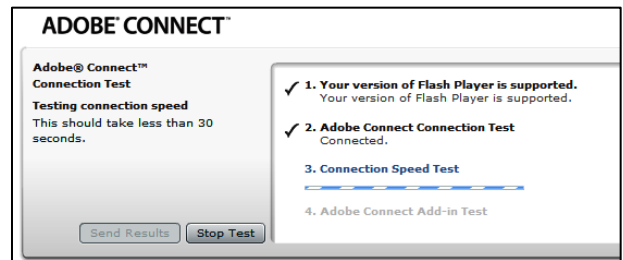 ADOBE® CONNECT™
Adobe® Connect™
Connection Test
Testing connection speed
This should take less than 30
seconds.
Send Results
Stop Test
✓ 1. Your version of Flash Player is supported.
Your version of Flash Player is supported.
✓ 2. Adobe Connect Connection Test
Connected.
3. Connection Speed Test
4. Adobe Connect Add-in Test